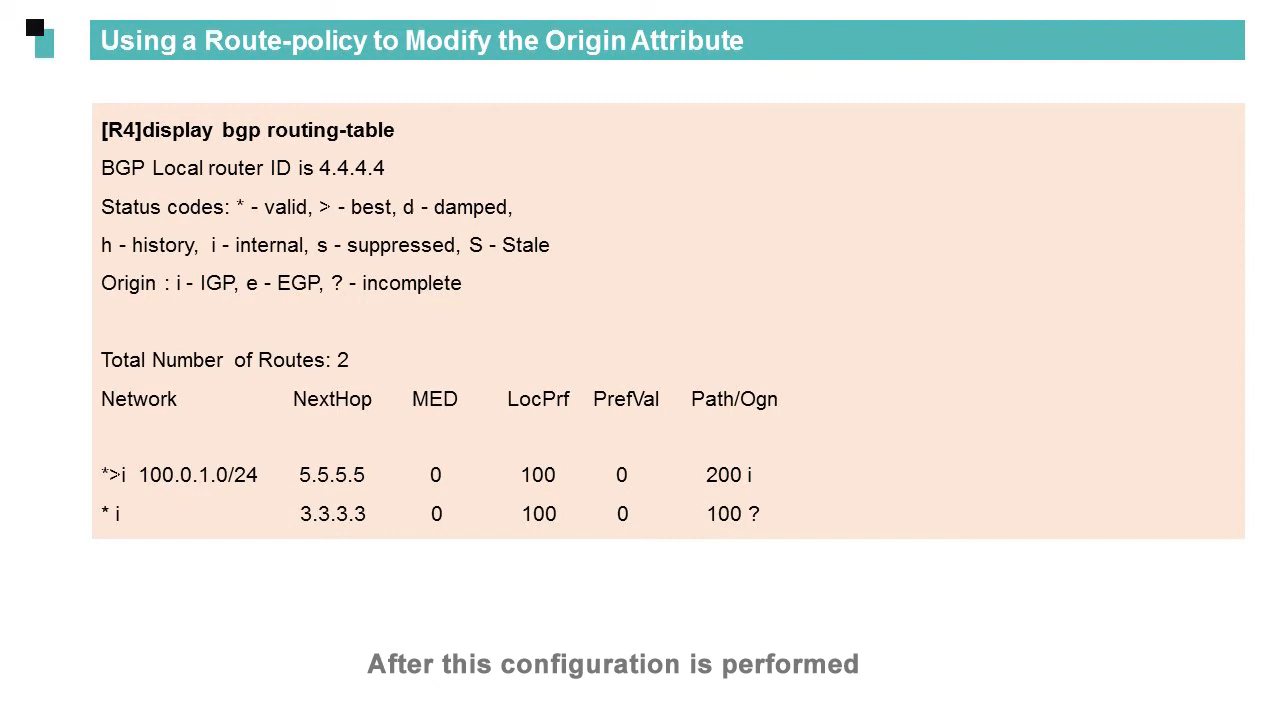 Using a Route-policy to Modify the Origin Attribute
[R4]display bgp routing-table
BGP Local router ID is 4.4.4.4
Status codes: * - valid, > - best, d - damped,
h - history, i - internal, s - suppressed, S - Stale
Origin : i - IGP, e - EGP, ? - incomplete
Total Number of Routes: 2
Network NextHop MED LocPrf PrefVal Path/Ogn
*>i 100.0.1.0/24 5.5.5.5 0 100 0 200 i
* i 3.3.3.3 0 100 0 100 ?
After this configuration is performed